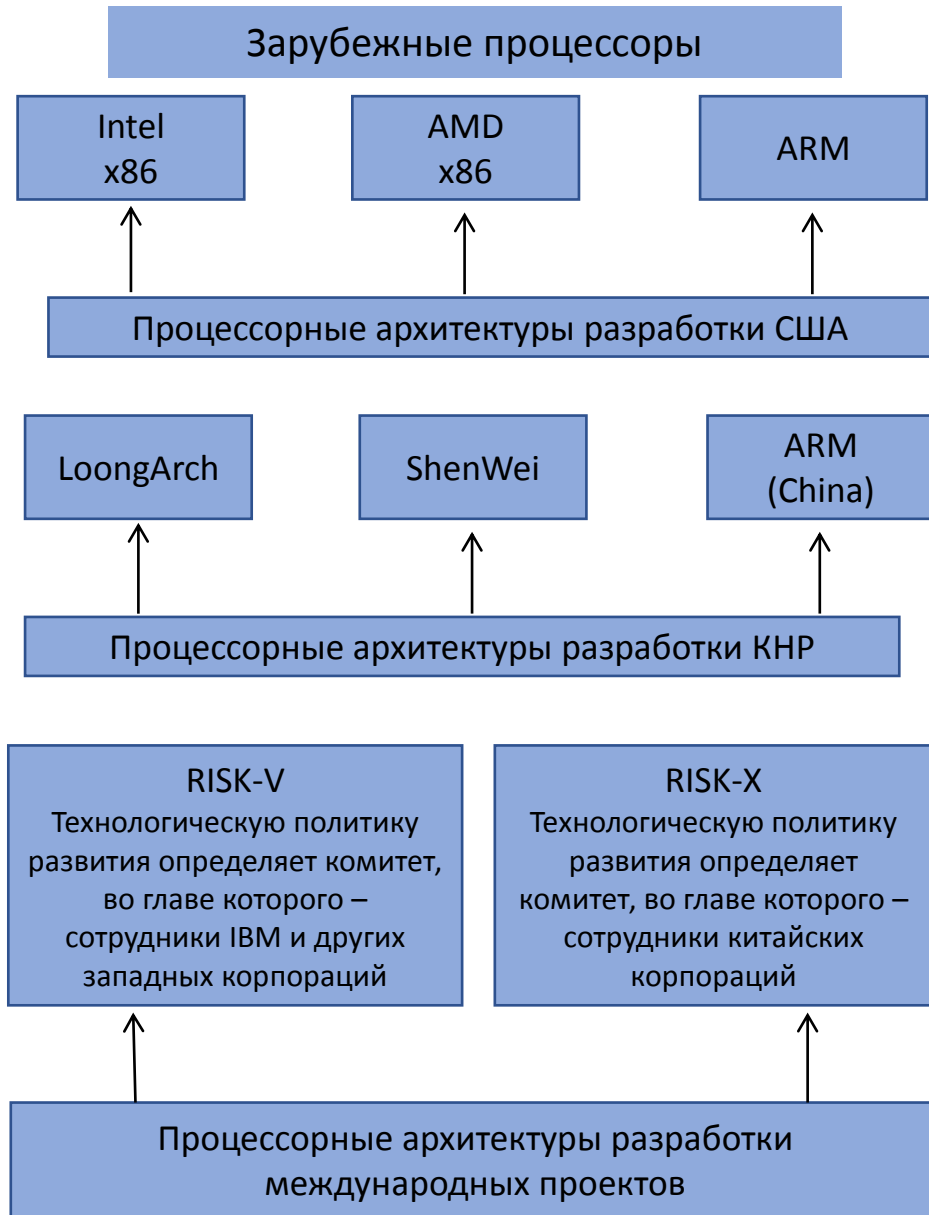 Зарубежные процессоры
Intel
x86
AMD
x86
ARM
Процессорные архитектуры разработки США
LoongArch
ShenWei
ARM
(China)
Процессорные архитектуры разработки КНР
RISK-V
Технологическую политику
развития определяет комитет,
во главе которого –
сотрудники IBM и других
западных корпораций
RISK-X
Технологическую политику
развития определяет
комитет, во главе которого –
сотрудники китайских
корпораций
Процессорные архитектуры разработки
международных проектов